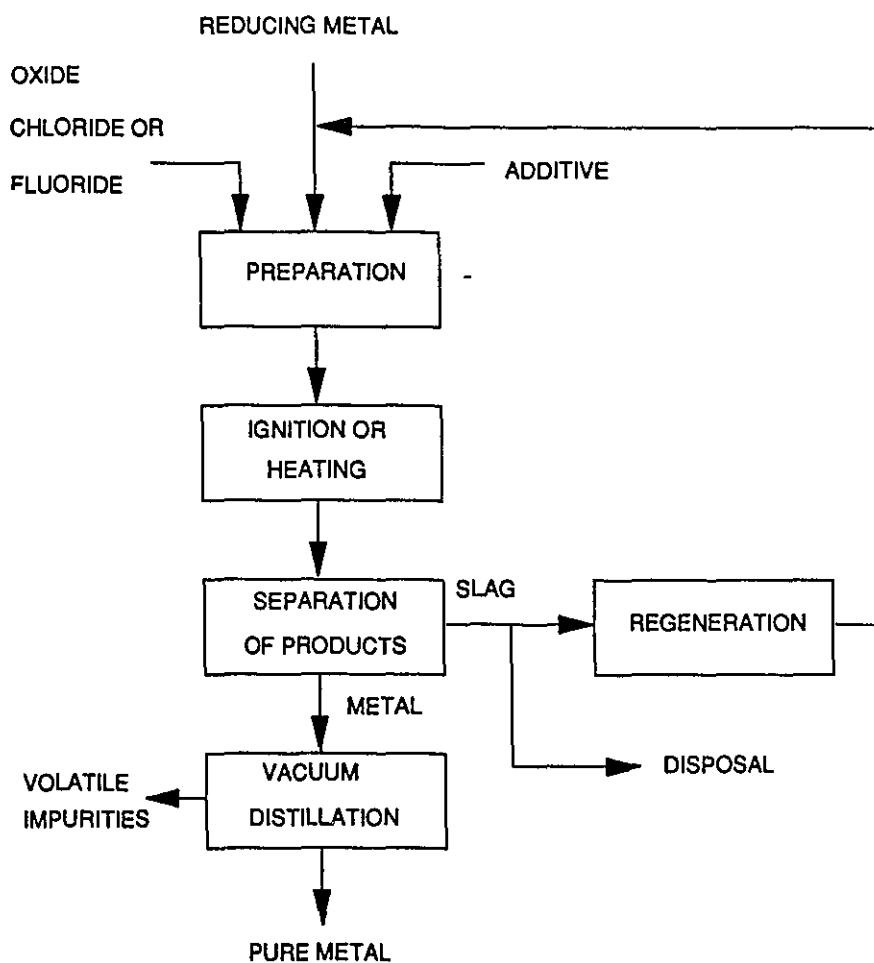 REDUCING METAL
OXIDE
CHLORIDE OR
FLUORIDE
ADDITIVE
PREPARATION
IGNITION OR
HEATING
SEPARATION
OF PRODUCTS
SLAG
REGENERATION
METAL
DISPOSAL
VACUUM
DISTILLATION
VOLATILE
IMPURITIES
PURE METAL